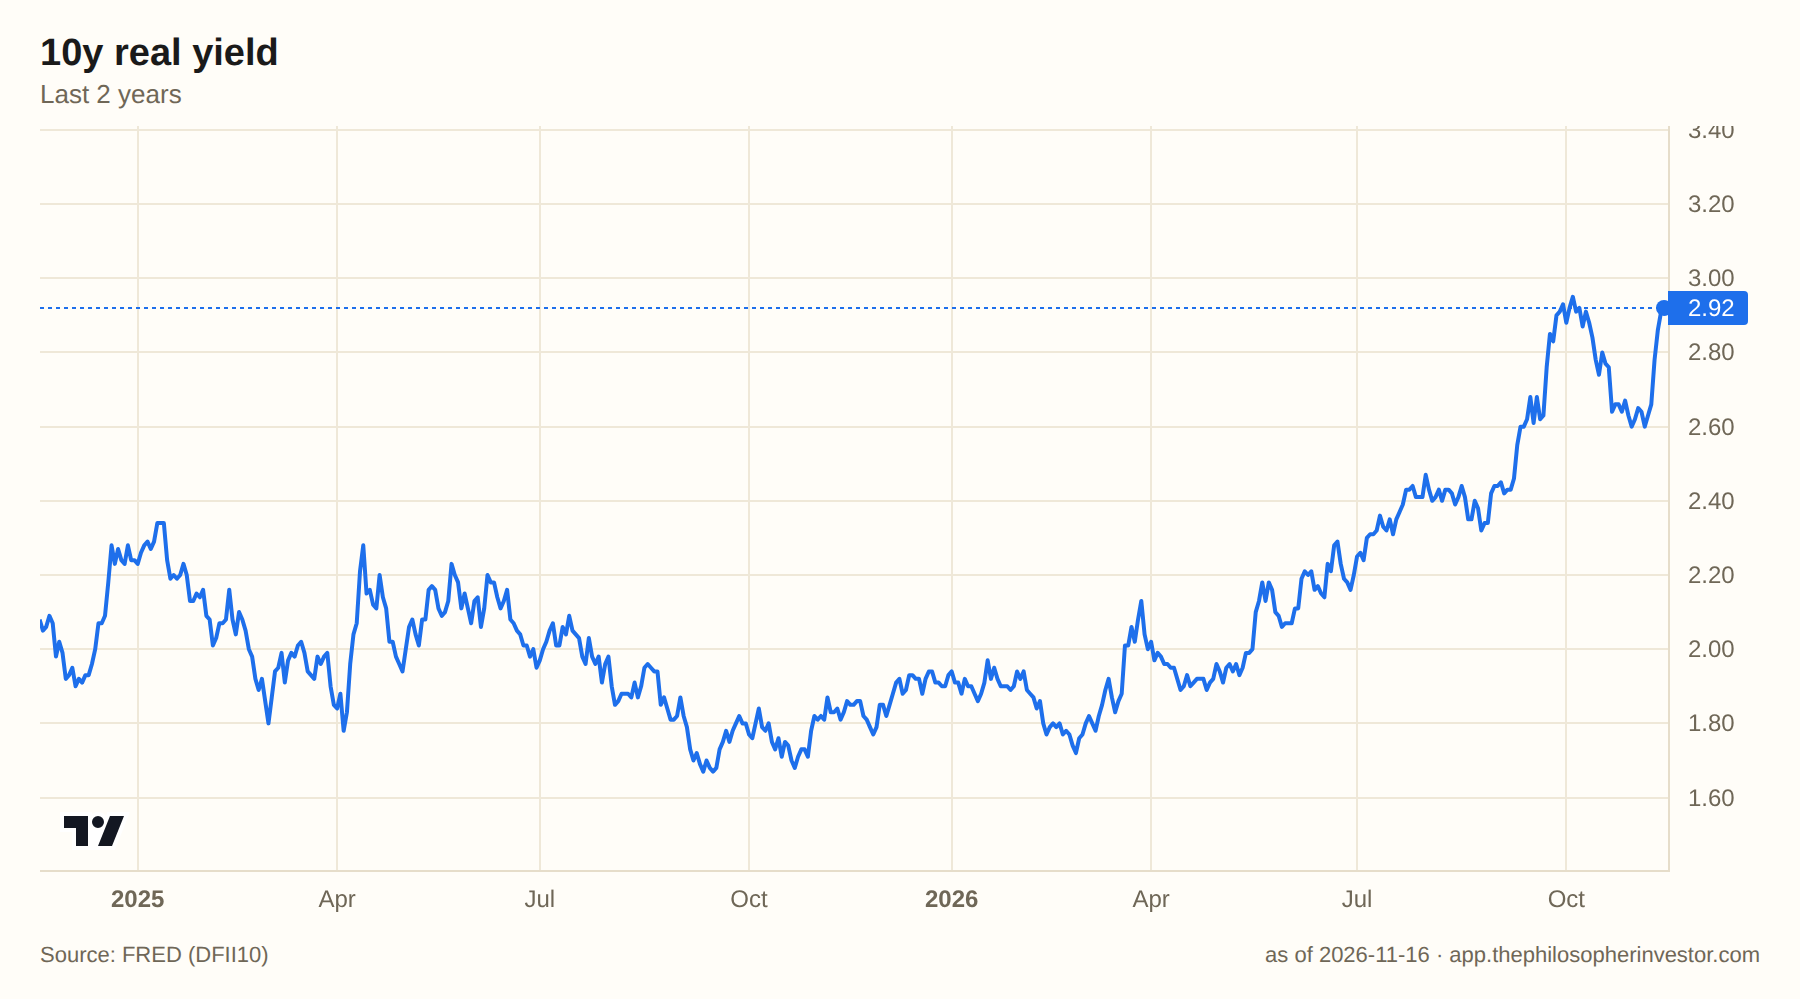 10y real yield
Last 2 years
3.40
3.20
3.00
2.92
2.80
2.60
2.40
2.20
2.00
1.80
1.60
2025 Apr Jul Oct 2026 Apr Jul Oct
Source: FRED (DFII10)
as of 2026-11-16 · app.thephilosopherinvestor.com